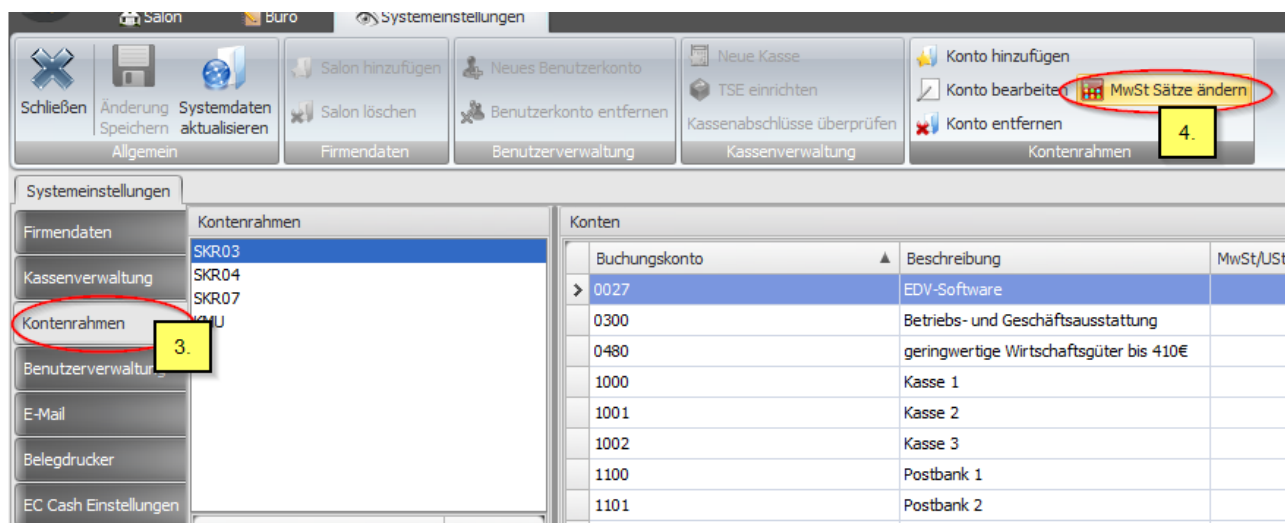 Salon
Büro
Systemeinstellungen
Schließen
Änderung Speichern
Systemdaten aktualisieren
Allgemein
Salon hinzufügen
Salon löschen
Firmendaten
Neues Benutzerkonto
Benutzerkonto entfernen
Benutzerverwaltung
Neue Kasse
TSE einrichten
Kassenabschlüsse überprüfen
Kassenverwaltung
Konto hinzufügen
Konto bearbeiten
MwSt Sätze ändern
Konto entfernen
4.
Kontenrahmen
Systemeinstellungen
Firmendaten
Kassenverwaltung
Kontenrahmen
3.
Benutzerverwaltung
E-Mail
Belegdrucker
EC Cash Einstellungen
Kontenrahmen
SKR03
SKR04
SKR07
KMU
Konten
Buchungskonto Beschreibung MwSt/USt
0027 EDV-Software
0300 Betriebs- und Geschäftsausstattung
0480 geringwertige Wirtschaftsgüter bis 410€
1000 Kasse 1
1001 Kasse 2
1002 Kasse 3
1100 Postbank 1
1101 Postbank 2